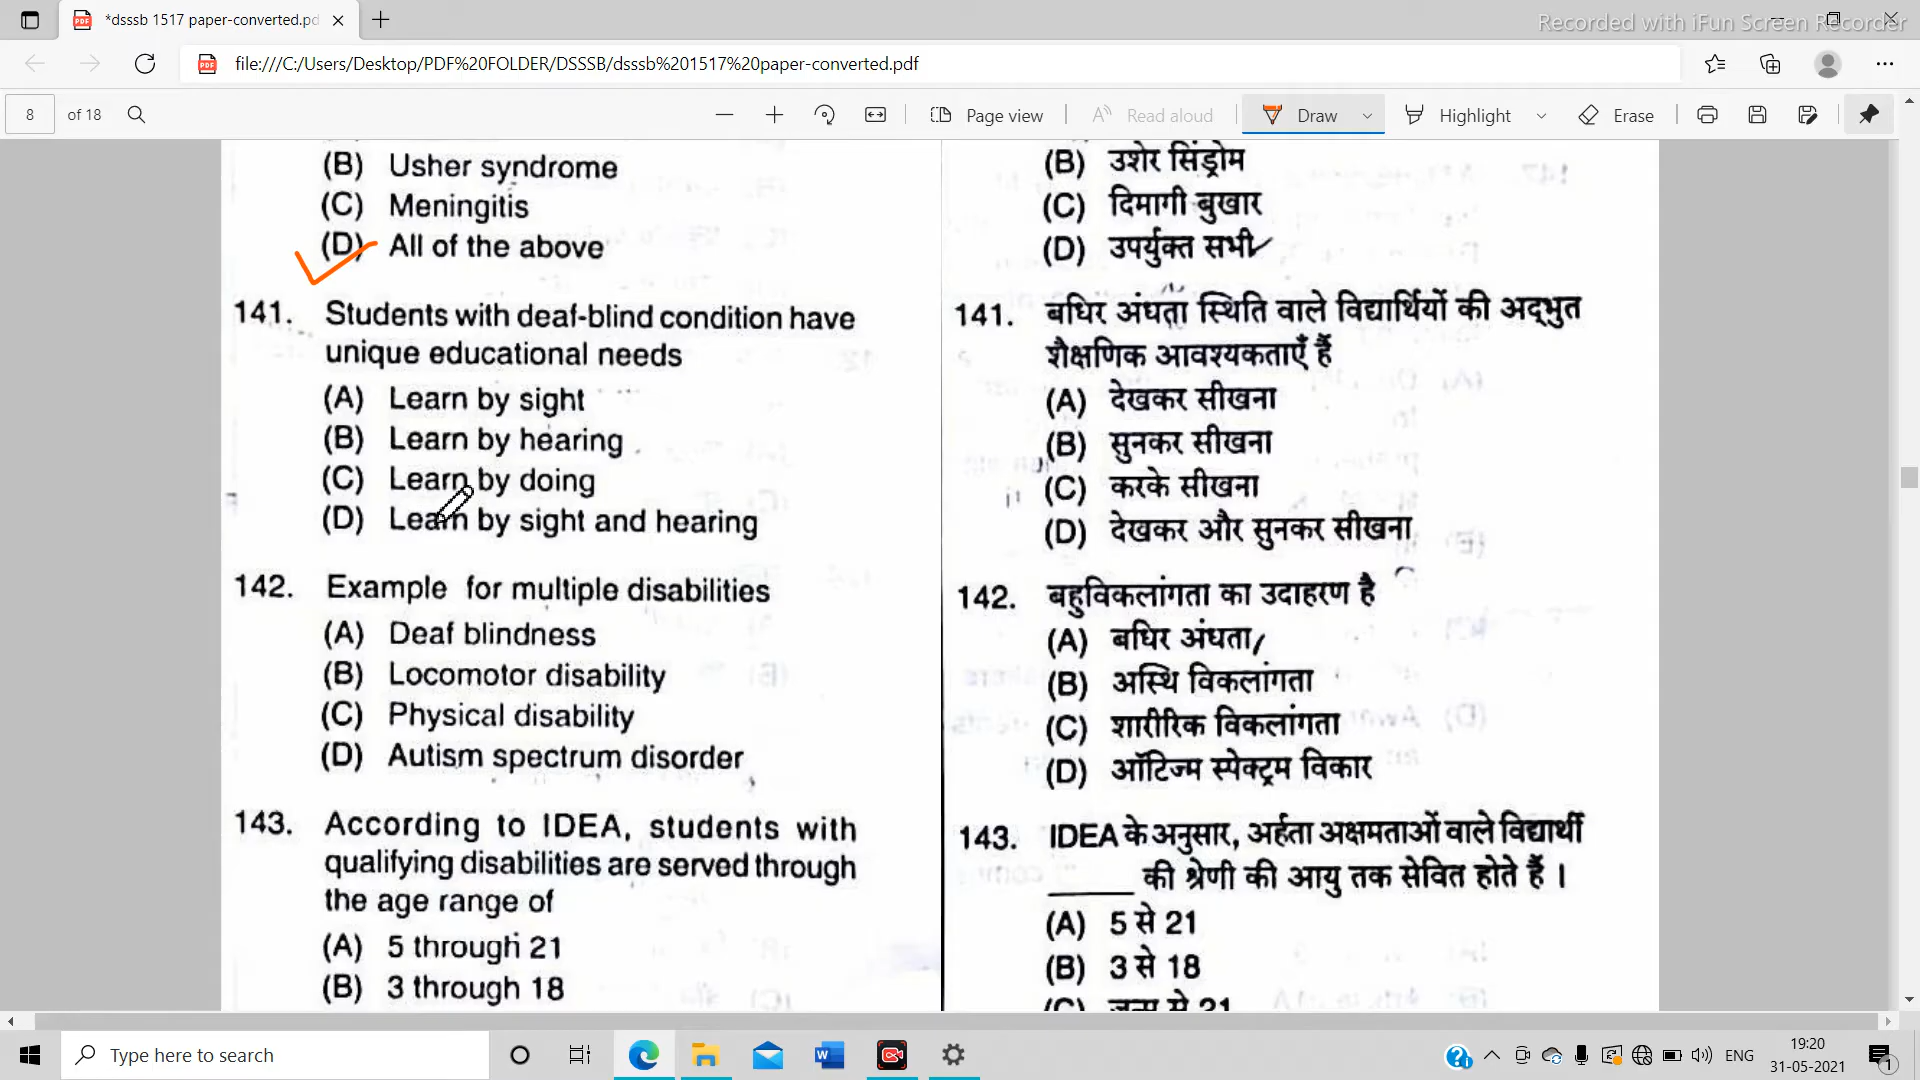 *dsssb 1517 paper-converted.pd
Recorded with iFun Screen Recorder
file:///C:/Users/Desktop/PDF%20FOLDER/DSSSB/dsssb%201517%20paper-converted.pdf
8 of 18
Page view
Read aloud
Draw
Highlight
Erase
(B) Usher syndrome
(C) Meningitis
(D) All of the above
141. Students with deaf-blind condition have
unique educational needs
(A) Learn by sight
(B) Learn by hearing
(C) Learn by doing
(D) Learn by sight and hearing
142. Example for multiple disabilities
(A) Deaf blindness
(B) Locomotor disability
(C) Physical disability
(D) Autism spectrum disorder
143. According to IDEA, students with
qualifying disabilities are served through
the age range of
(A) 5 through 21
(B) 3 through 18
(B) उशेर सिंड्रोम
(C) दिमागी बुखार
(D) उपर्युक्त सभी
141. बधिर अंधता स्थिति वाले विद्यार्थियों की अद्भुत
शैक्षणिक आवश्यकताएँ हैं
(A) देखकर सीखना
(B) सुनकर सीखना
(C) करके सीखना
(D) देखकर और सुनकर सीखना
142. बहुविकलांगता का उदाहरण है
(A) बधिर अंधता
(B) अस्थि विकलांगता
(C) शारीरिक विकलांगता
(D) ऑटिज्म स्पेक्ट्रम विकार
143. IDEA के अनुसार, अर्हता अक्षमताओं वाले विद्यार्थी
______ की श्रेणी की आयु तक सेवित होते हैं ।
(A) 5 से 21
(B) 3 से 18
(C) जन्म से 21
Type here to search
ENG
19:20
31-05-2021
1